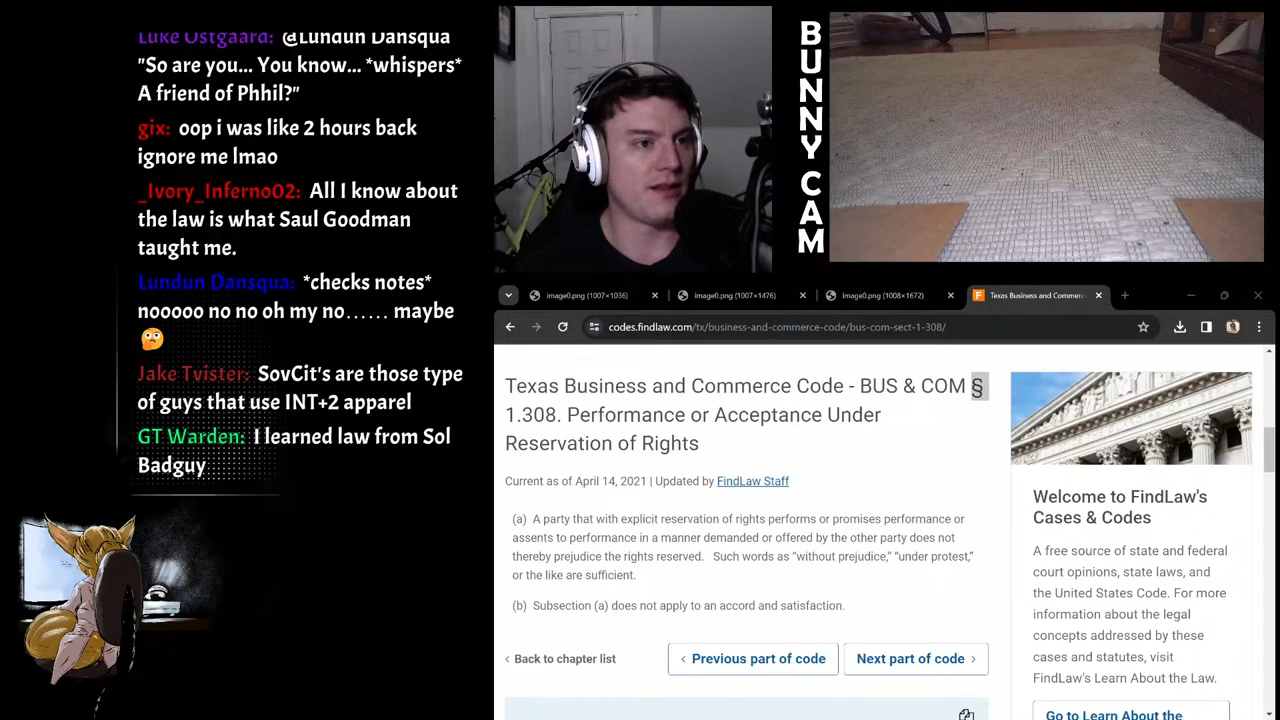 Luke Ostgaard: @Lundun Dansqua
"So are you... You know... *whispers*
A friend of Phhil?"
gix: oop i was like 2 hours back
ignore me lmao
_Ivory_Inferno02: All I know about
the law is what Saul Goodman
taught me.
Lundun Dansqua: *checks notes*
nooooo no no oh my no…… maybe
Jake Tvister: SovCit's are those type
of guys that use INT+2 apparel
GT Warden: I learned law from Sol
Badguy
BUNNY CAM
image0.png (1007×1036)
image0.png (1007×1476)
image0.png (1008×1672)
Texas Business and Commerc
codes.findlaw.com/tx/business-and-commerce-code/bus-com-sect-1-308/
Texas Business and Commerce Code - BUS & COM §
1.308. Performance or Acceptance Under
Reservation of Rights
Current as of April 14, 2021 | Updated by FindLaw Staff
(a) A party that with explicit reservation of rights performs or promises performance or
assents to performance in a manner demanded or offered by the other party does not
thereby prejudice the rights reserved. Such words as “without prejudice,” “under protest,”
or the like are sufficient.
(b) Subsection (a) does not apply to an accord and satisfaction.
Back to chapter list
Previous part of code
Next part of code
Welcome to FindLaw's
Cases & Codes
A free source of state and federal
court opinions, state laws, and
the United States Code. For more
information about the legal
concepts addressed by these
cases and statutes, visit
FindLaw's Learn About the Law.
Go to Learn About the